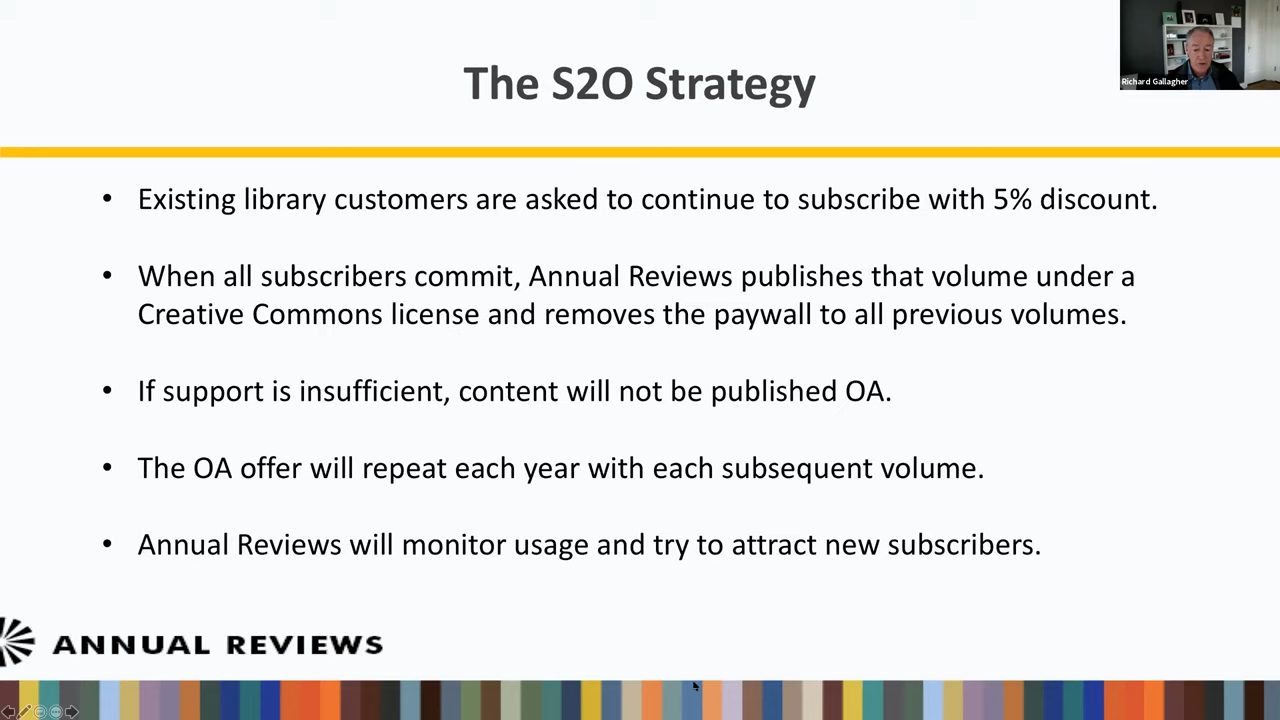 The S2O Strategy
Richard Gallagher
• Existing library customers are asked to continue to subscribe with 5% discount.
• When all subscribers commit, Annual Reviews publishes that volume under a
Creative Commons license and removes the paywall to all previous volumes.
• If support is insufficient, content will not be published OA.
• The OA offer will repeat each year with each subsequent volume.
• Annual Reviews will monitor usage and try to attract new subscribers.
ANNUAL REVIEWS